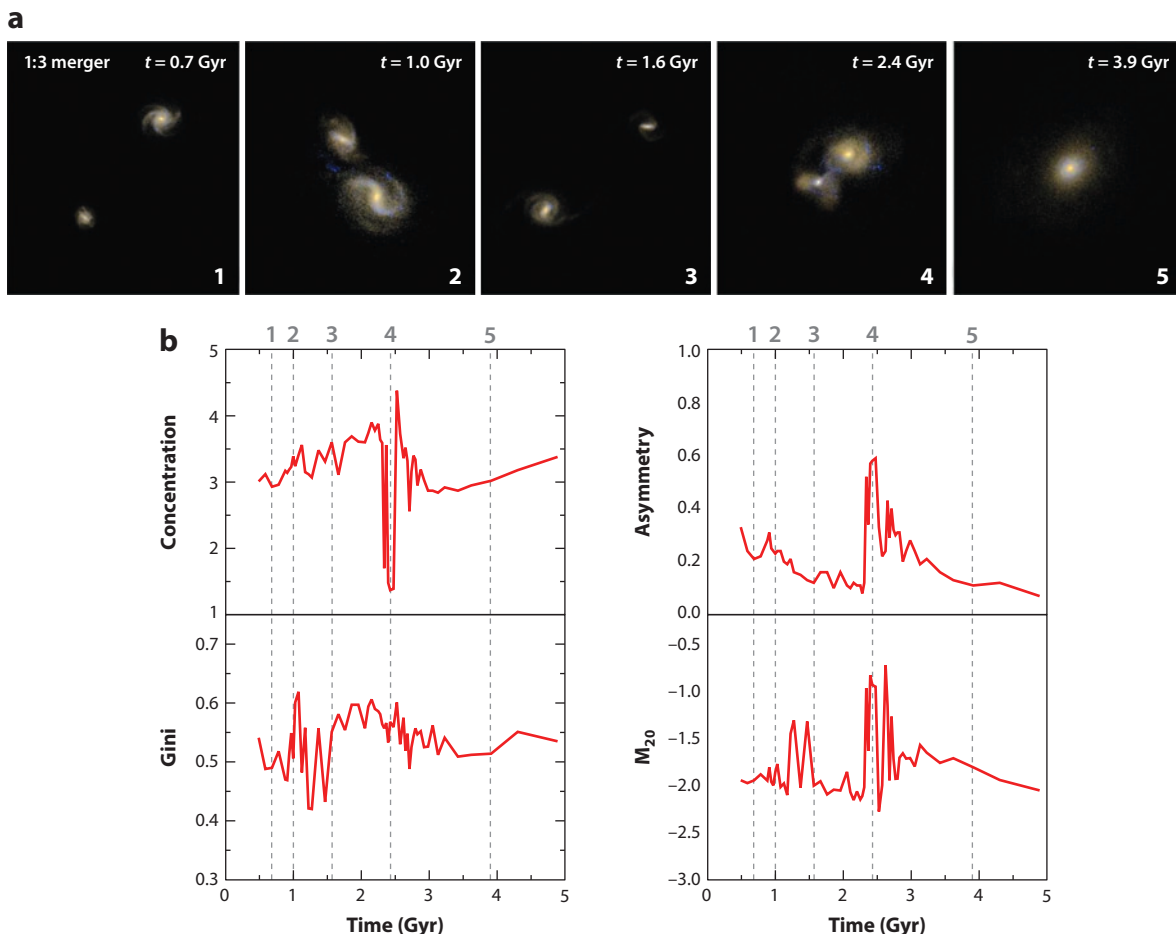 a
1:3 merger t = 0.7 Gyr
1
t = 1.0 Gyr
2
t = 1.6 Gyr
3
t = 2.4 Gyr
4
t = 3.9 Gyr
5
b
1 2 3 4 5
5
4
3
2
1
Concentration
0.7
0.6
0.5
0.4
0.3
Gini
0 1 2 3 4 5
Time (Gyr)
1 2 3 4 5
1.0
0.8
0.6
0.4
0.2
0.0
Asymmetry
−0.5
−1.0
−1.5
−2.0
−2.5
−3.0
M20
0 1 2 3 4 5
Time (Gyr)